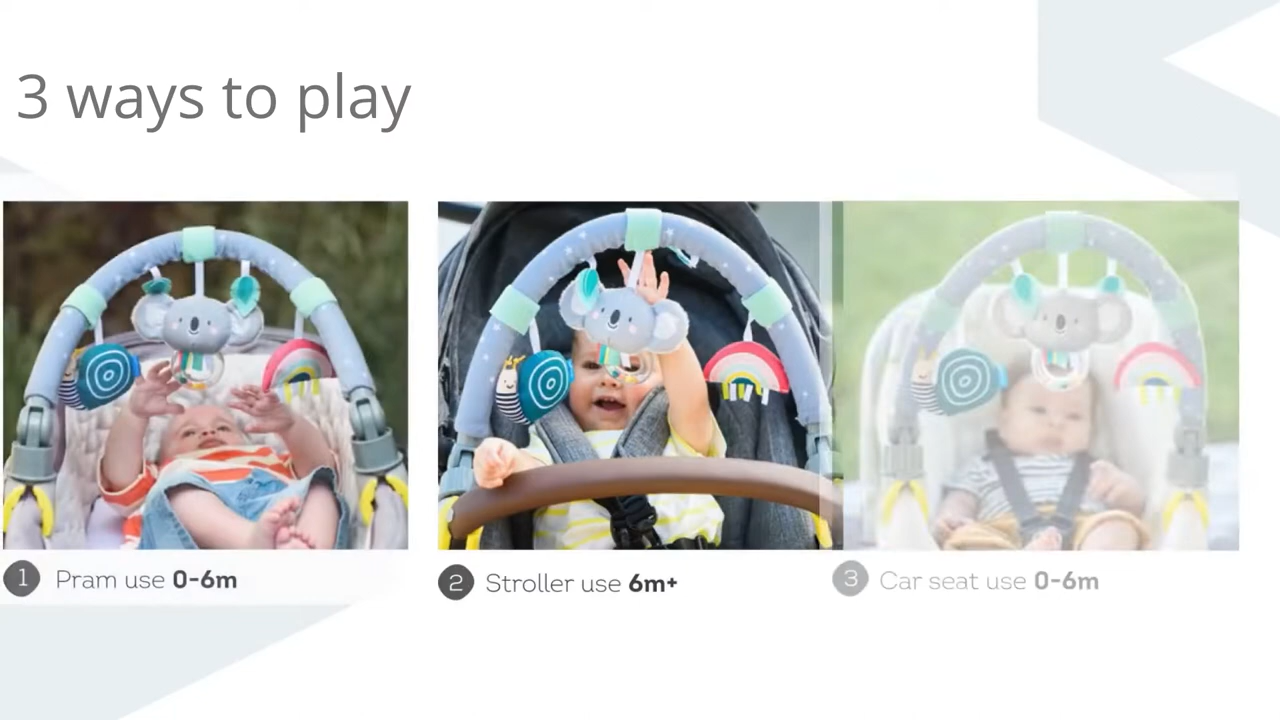 3 ways to play
1 Pram use 0-6m
2 Stroller use 6m+
3 Car seat use 0-6m